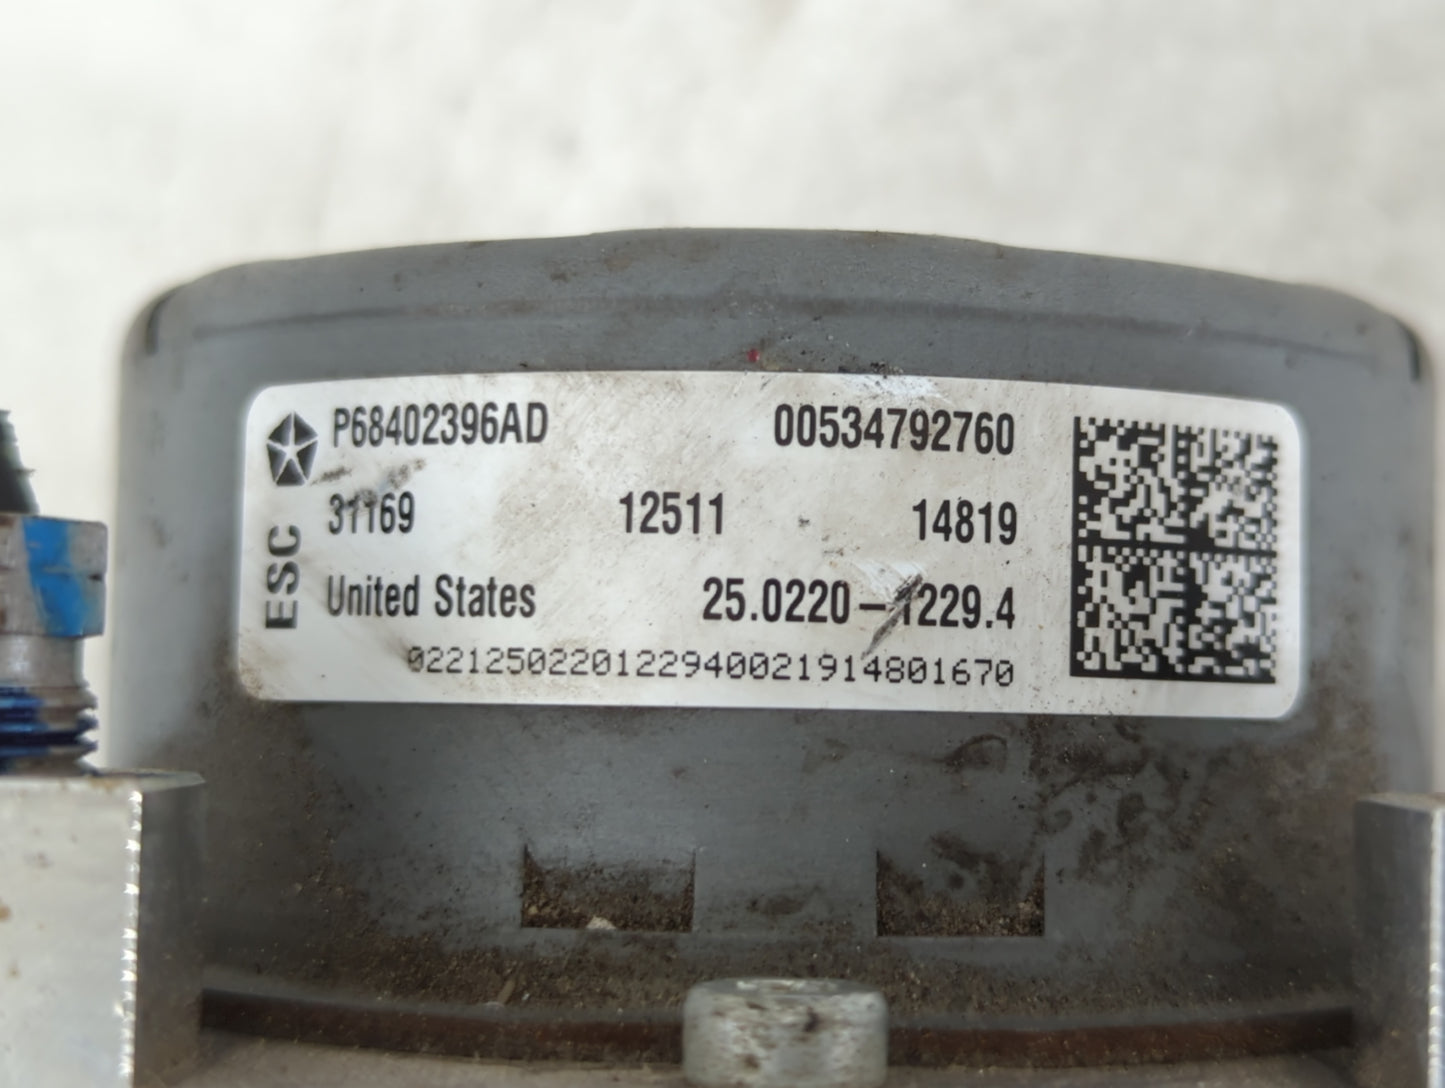 P68402396AD 00534792760
31169 12511 14819
ESC
United States 25.0220-1229.4
0221250220122940021914801670